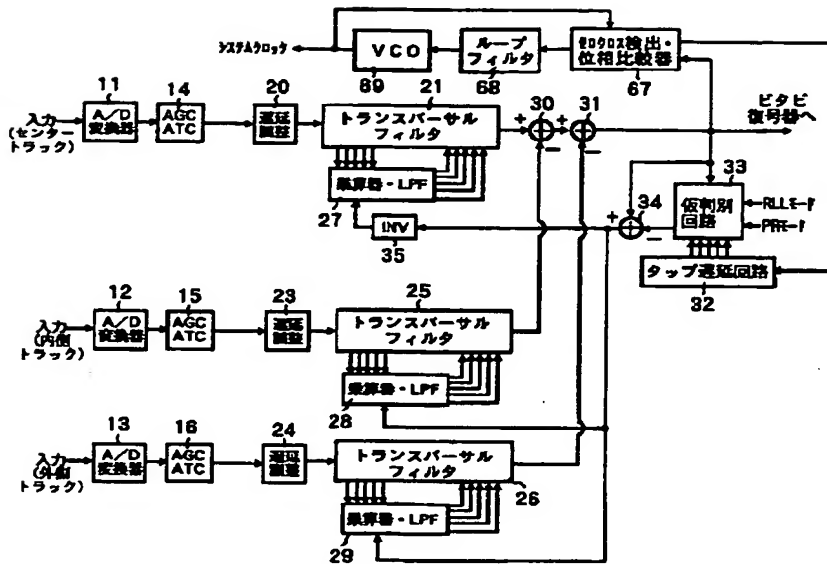 システムクロック
VCO
69
ループ
フィルタ
68
ゼロクロス検出・
位相比較器
67
11
14
20
21
30
31
入力
(センター
トラック)
A/D
変換器
AGC
ATC
遅延
調整
トランスバーサル
フィルタ
+
−
+
−
ビタビ
復号器へ
乗算器・LPF
27
INV
35
34
+
−
33
仮判別
回路
RLLモード
PRモード
タップ遅延回路
32
12
15
23
25
入力
(内側
トラック)
A/D
変換器
AGC
ATC
遅延
調整
トランスバーサル
フィルタ
乗算器・LPF
28
13
16
24
入力
(外側
トラック)
A/D
変換器
AGC
ATC
遅延
調整
トランスバーサル
フィルタ
26
乗算器・LPF
29